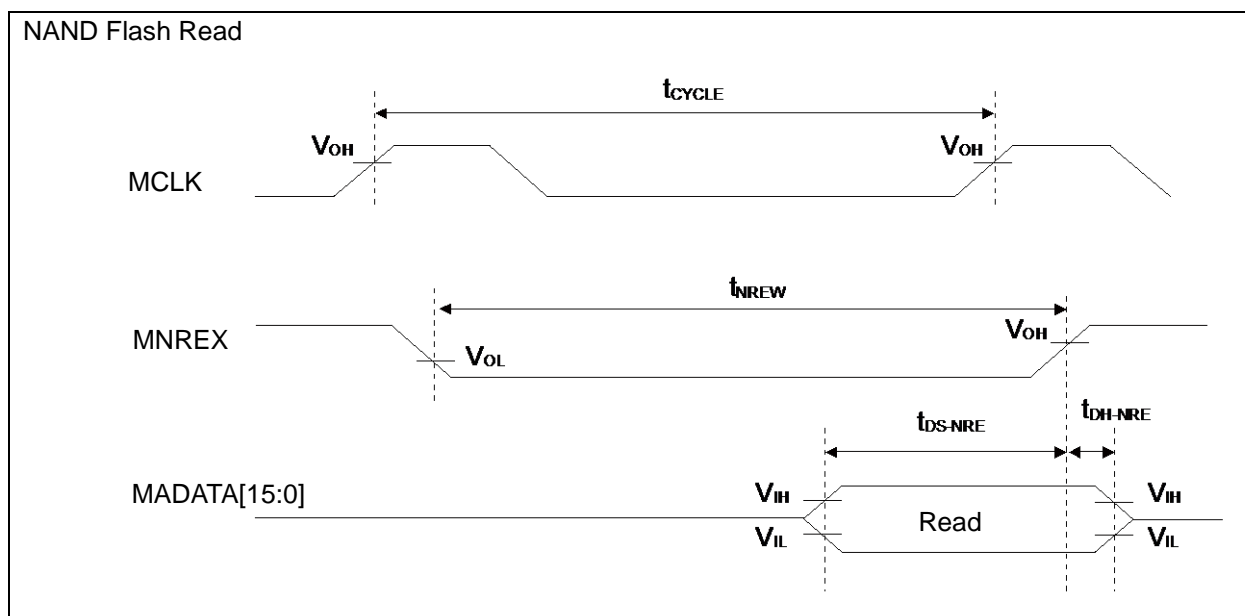 NAND Flash Read
tCYCLE
VOH
VOH
MCLK
tNREW
MNREX
VOH
VOL
tDS-NRE
tDH-NRE
MADATA[15:0]
VIH
VIH
Read
VIL
VIL